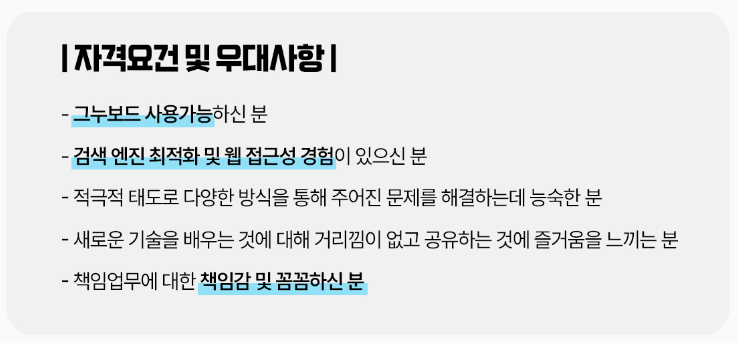 | 자격요건 및 우대사항 |
- 그누보드 사용가능하신 분
- 검색 엔진 최적화 및 웹 접근성 경험이 있으신 분
- 적극적 태도로 다양한 방식을 통해 주어진 문제를 해결하는데 능숙한 분
- 새로운 기술을 배우는 것에 대해 거리낌이 없고 공유하는 것에 즐거움을 느끼는 분
- 책임업무에 대한 책임감 및 꼼꼼하신 분